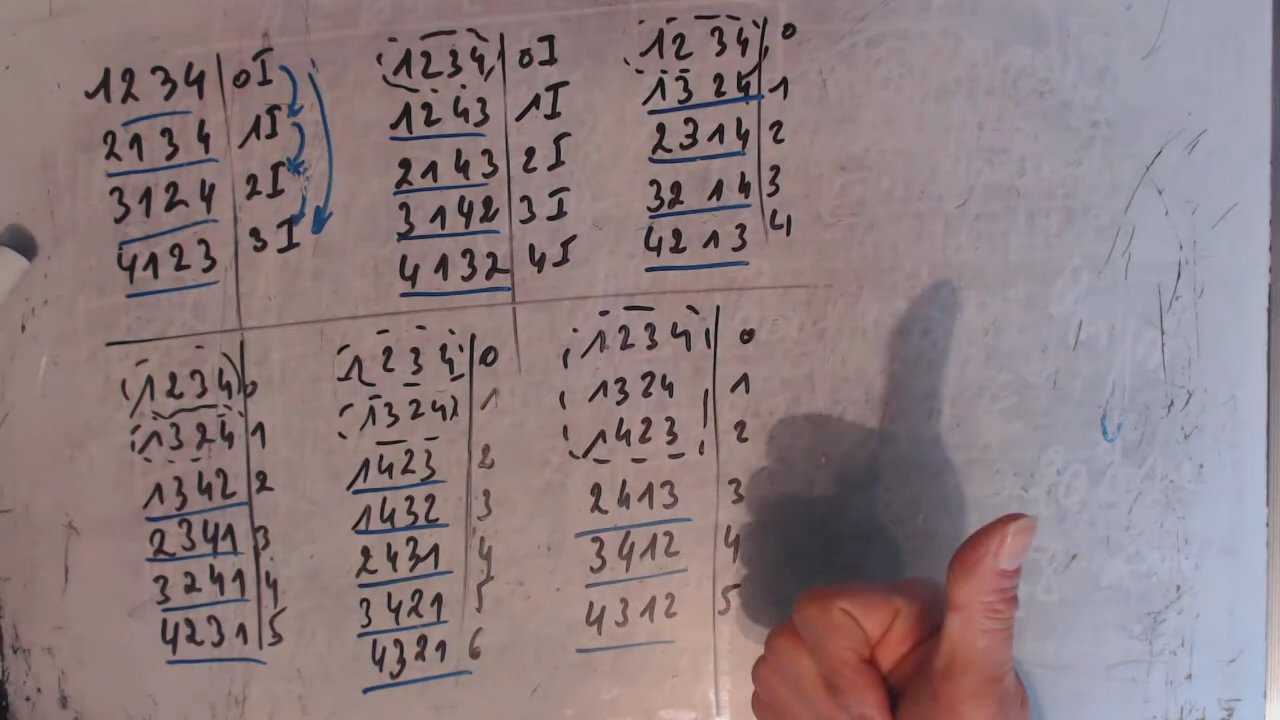 1234 0I
2134 1I
3124 2I
4123 3I
(1234) 0I
1243 1I
2143 2I
3142 3I
4132 4I
(1234) 0
1324 1
2314 2
3214 3
4213 4
(1234) 0
(1324) 1
1342 2
2341 3
3241 4
4231 5
(1234) 0
(1324) 1
1423 2
1432 3
2431 4
3421 5
4321 6
(1234) 0
(1324) 1
(1423) 2
2413 3
3412 4
4312 5